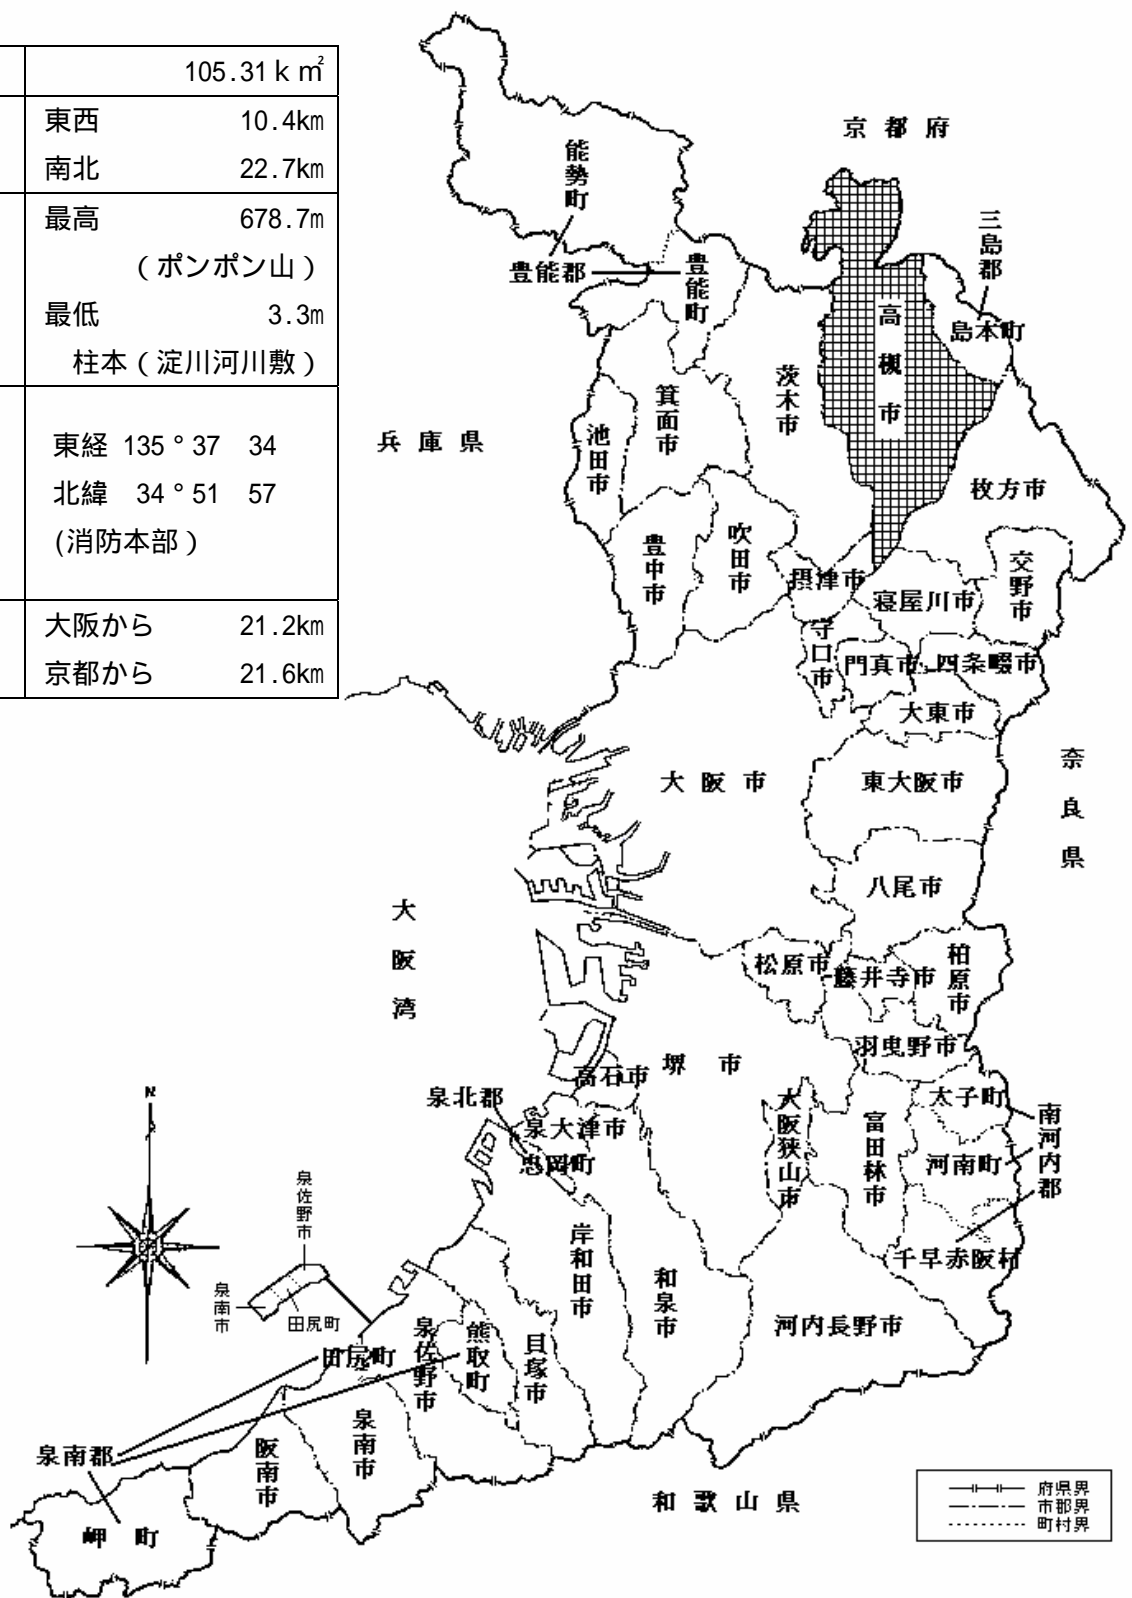 105.31ｋ㎡
東西 10.4㎞
南北 22.7㎞
最高 678.7m
（ポンポン山）
最低 3.3m
柱本（淀川河川敷）
東経 135°37 34
北緯 34°51 57
(消防本部）
大阪から 21.2㎞
京都から 21.6㎞
京都府
能勢町
豊能郡
豊能町
三島郡
島本町
高槻市
茨木市
箕面市
池田市
兵庫県
枚方市
豊中市
吹田市
摂津市
交野市
寝屋川市
守口市
門真市
四条畷市
大東市
大阪市
東大阪市
奈良県
八尾市
大阪湾
松原市
藤井寺市
柏原市
羽曳野市
堺市
高石市
泉北郡
泉大津市
忠岡町
大阪狭山市
富田林市
太子町
南河内郡
河南町
千早赤阪村
N
泉佐野市
泉南市
田尻町
岸和田市
和泉市
河内長野市
田尻町
泉佐野市
熊取町
貝塚市
泉南郡
阪南市
泉南市
岬町
和歌山県
府県界
市郡界
町村界